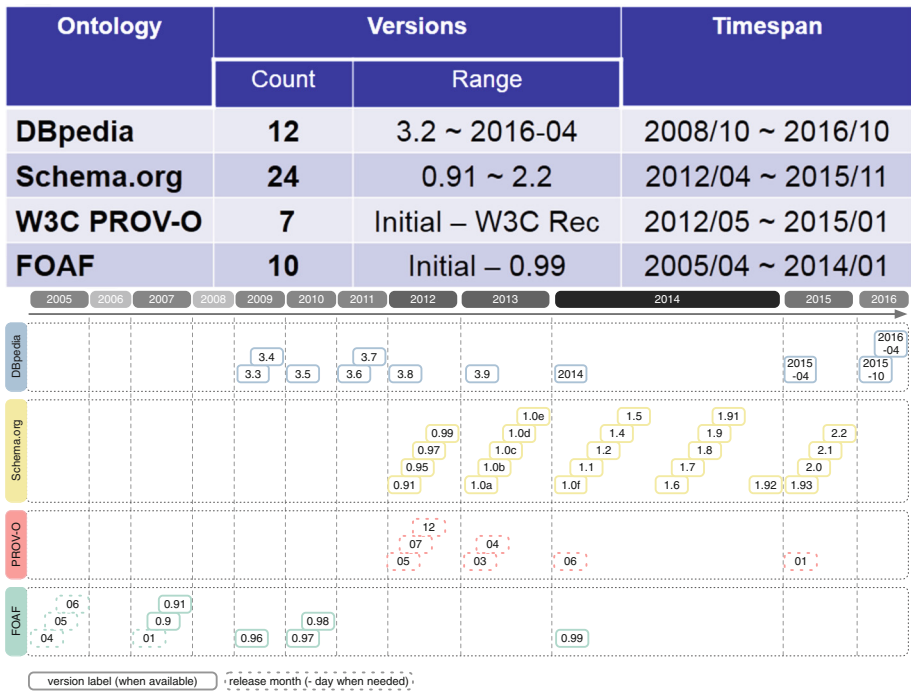 Ontology Versions Timespan
Count Range
DBpedia 12 3.2 ~ 2016-04 2008/10 ~ 2016/10
Schema.org 24 0.91 ~ 2.2 2012/04 ~ 2015/11
W3C PROV-O 7 Initial – W3C Rec 2012/05 ~ 2015/01
FOAF 10 Initial – 0.99 2005/04 ~ 2014/01
2005 2006 2007 2008 2009 2010 2011 2012 2013 2014 2015 2016
DBpedia
2016
-04
3.4 3.7
3.3 3.5 3.6 3.8 3.9 2014 2015
-04 2015
-10
Schema.org
1.0e 1.5 1.91
0.99 1.0d 1.4 1.9 2.2
0.97 1.0c 1.2 1.8 2.1
0.95 1.0b 1.1 1.7 2.0
0.91 1.0a 1.0f 1.6 1.92 1.93
PROV-O
12
07 04
05 03 06 01
FOAF
06 0.91
05 0.9 0.98
04 01 0.96 0.97 0.99
version label (when available) release month (- day when needed)